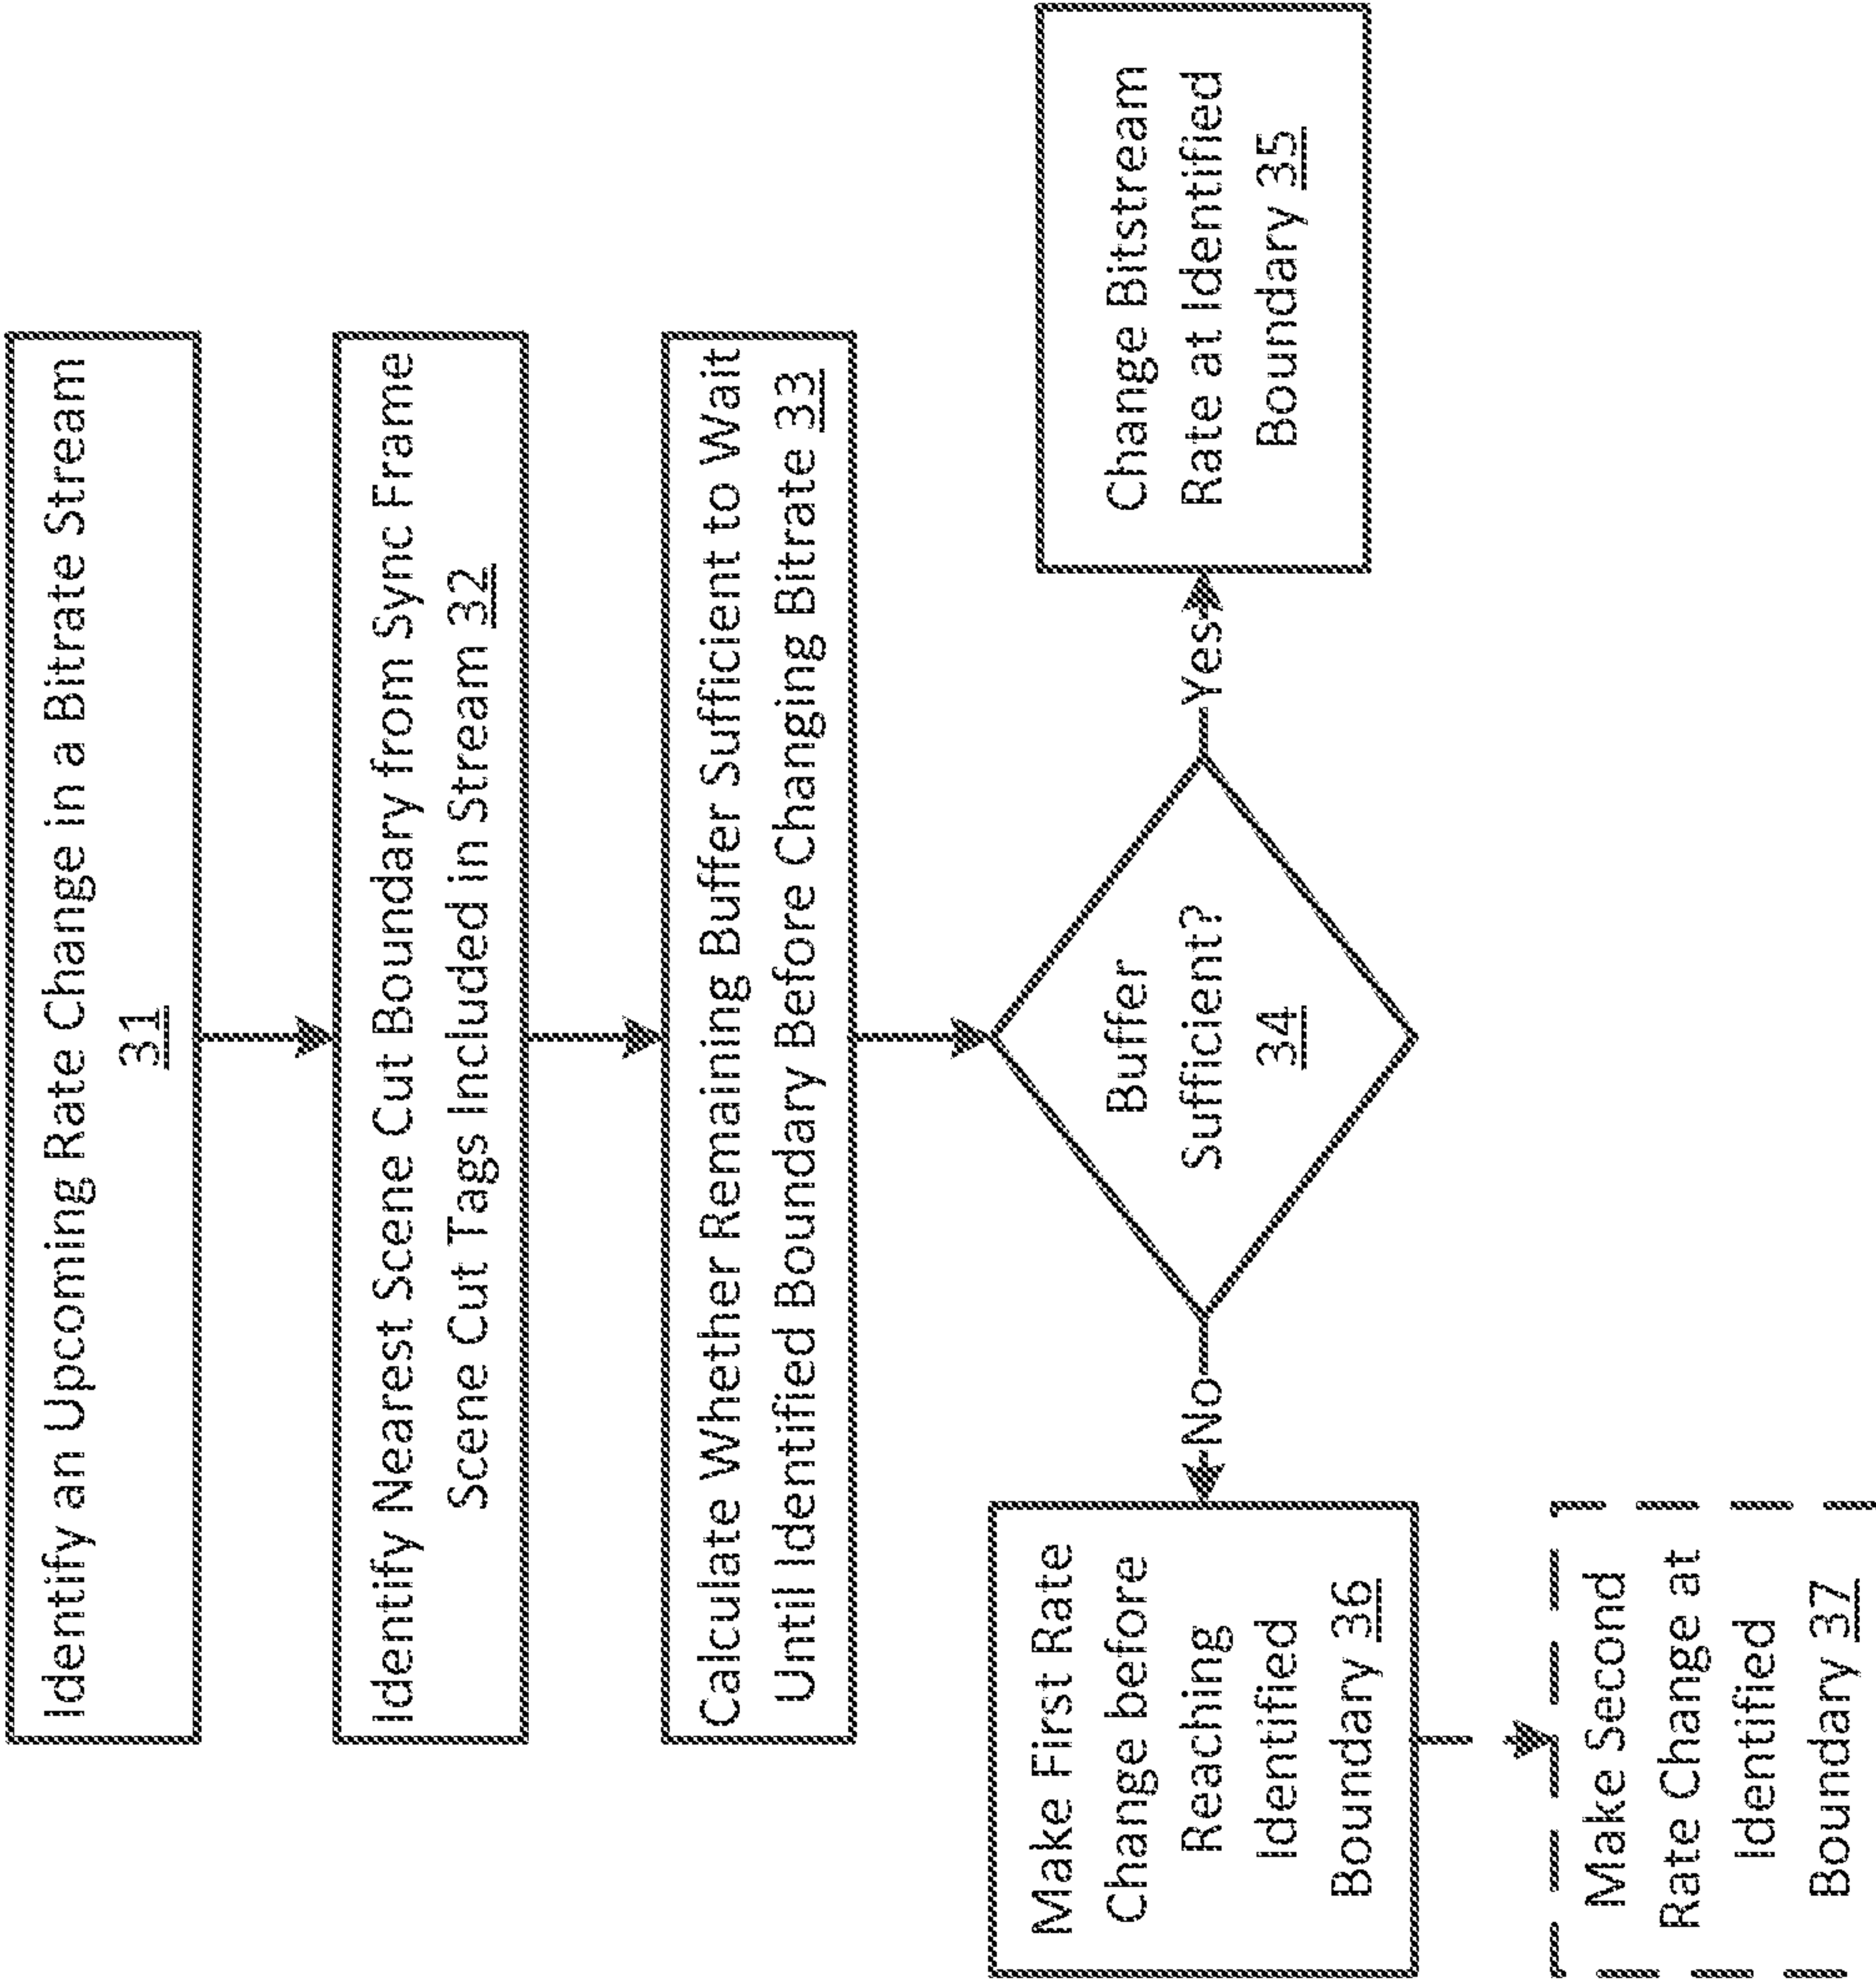 Identify an Upcoming Rate Change in a Bitrate Stream
31
Identify Nearest Scene Cut Boundary from Sync Frame
Scene Cut Tags Included in Stream 32
Calculate Whether Remaining Buffer Sufficient to Wait
Until Identified Boundary Before Changing Bitrate 33
Buffer
Sufficient?
34
Yes
Change Bitstream
Rate at Identified
Boundary 35
No
Make First Rate
Change before
Reaching
Identified
Boundary 36
Make Second
Rate Change at
Identified
Boundary 37